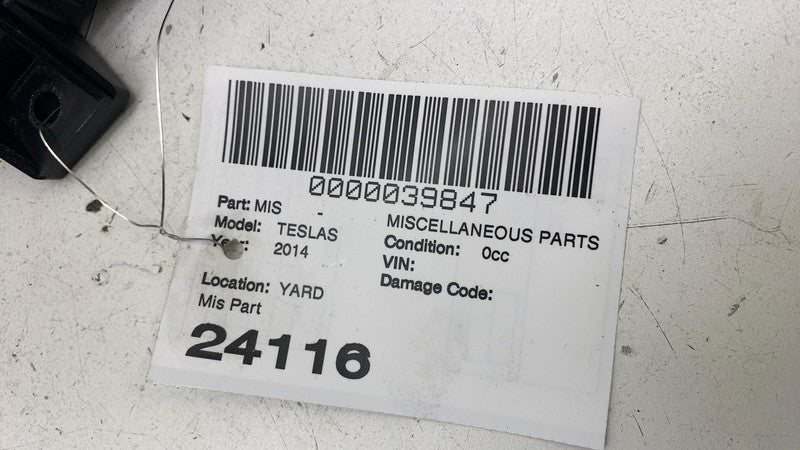 0000039847
Part: MIS - MISCELLANEOUS PARTS
Model: TESLAS Condition: 0cc
Year: 2014 VIN:
Damage Code:
Location: YARD
Mis Part
24116